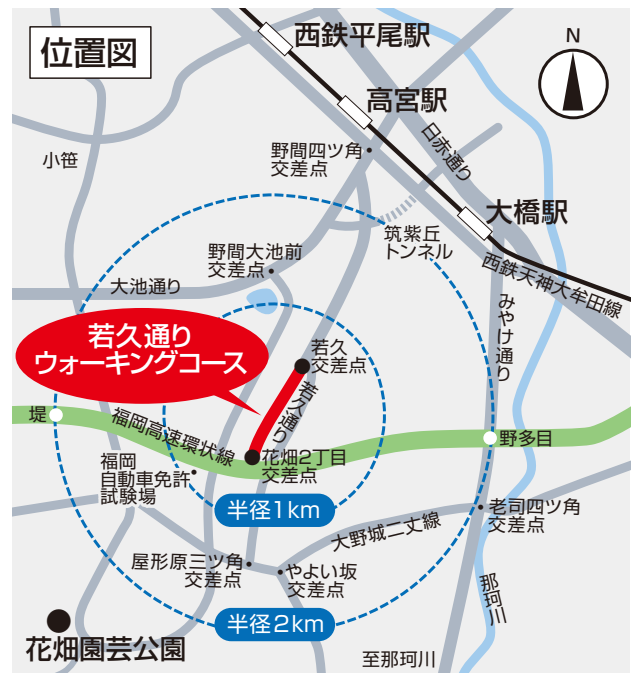 位置図
西鉄平尾駅
N
高宮駅
小笹
野間四ツ角
交差点
日赤通り
大橋駅
筑紫丘
トンネル
野間大池前
交差点
西鉄天神大牟田線
大池通り
みやけ通り
若久通り
ウォーキングコース
若久
交差点
若久通り
堤
福岡高速環状線
野多目
花畑2丁目
交差点
福岡
自動車免許
試験場
半径1km
老司四ツ角
交差点
大野城二丈線
屋形原三ツ角
交差点
やよい坂
交差点
那珂川
半径2km
花畑園芸公園
至那珂川